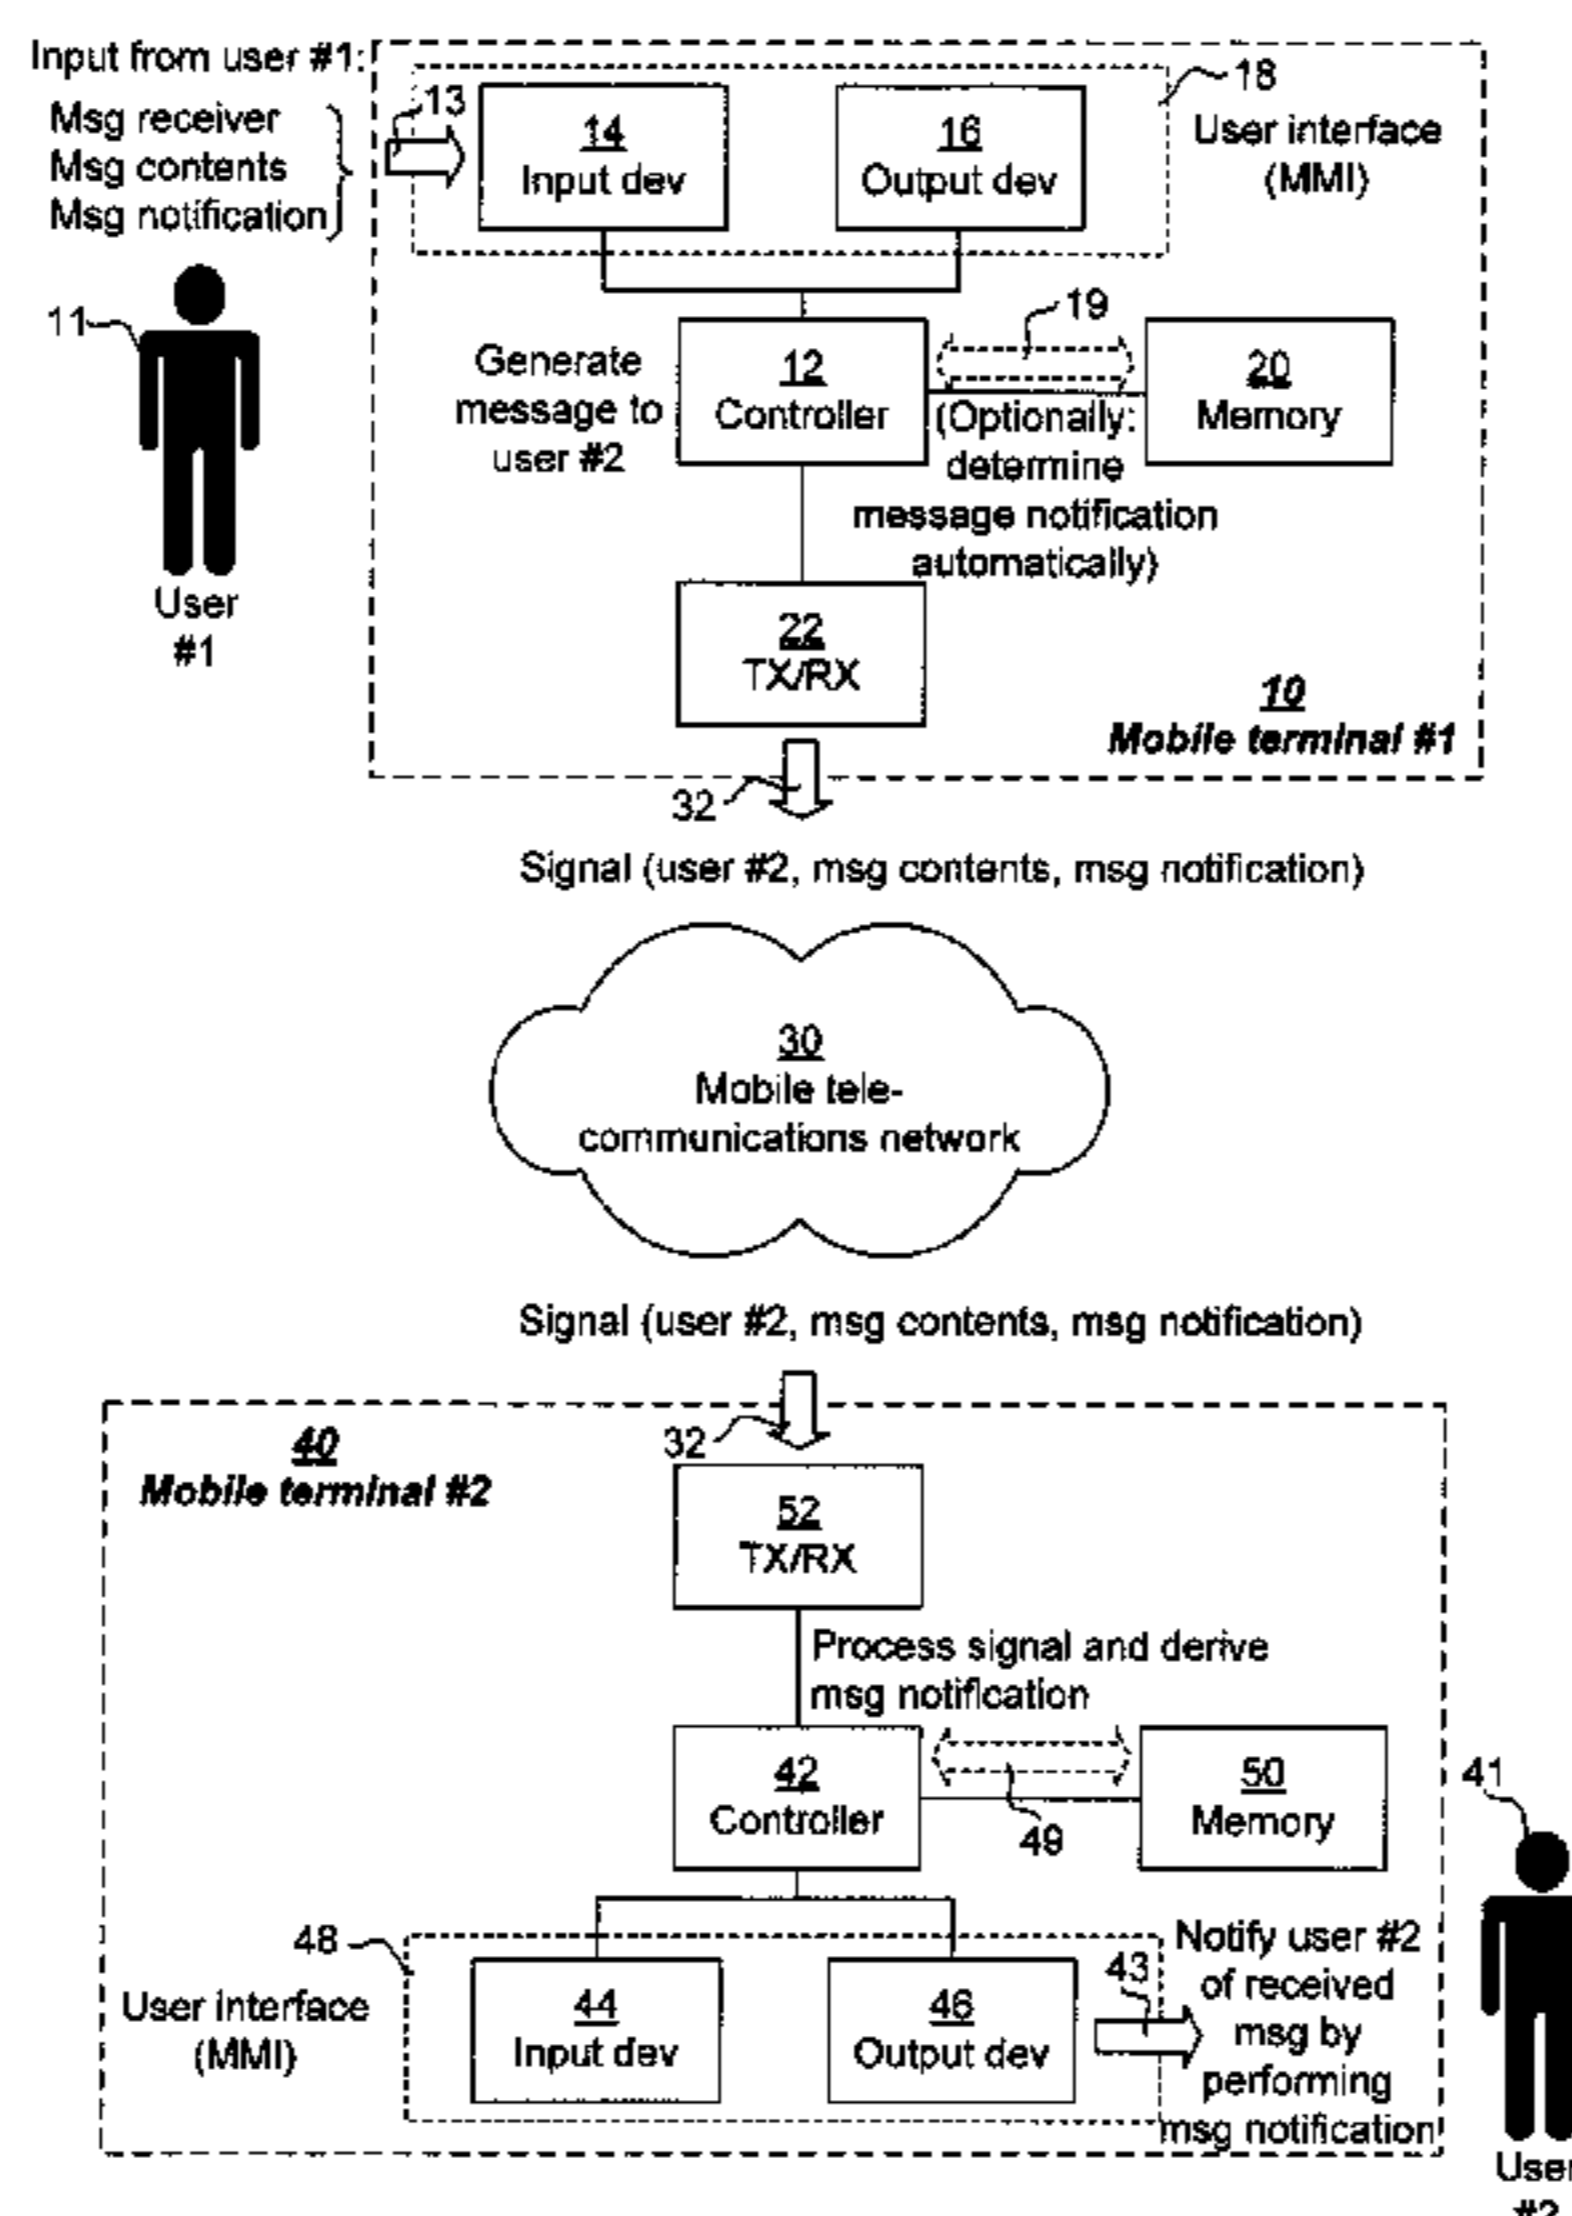 Input from user #1:
Msg receiver
Msg contents
Msg notification
13
14
Input dev
16
Output dev
18
User interface
(MMI)
11
User
#1
Generate
message to
user #2
12
Controller
19
(Optionally:
determine
message notification
automatically)
20
Memory
22
TX/RX
10
Mobile terminal #1
32
Signal (user #2, msg contents, msg notification)
30
Mobile tele-
communications network
Signal (user #2, msg contents, msg notification)
32
40
Mobile terminal #2
52
TX/RX
Process signal and derive
msg notification
42
Controller
49
50
Memory
41
48
User interface
(MMI)
44
Input dev
46
Output dev
43
Notify user #2
of received
msg by
performing
msg notification
User
#2